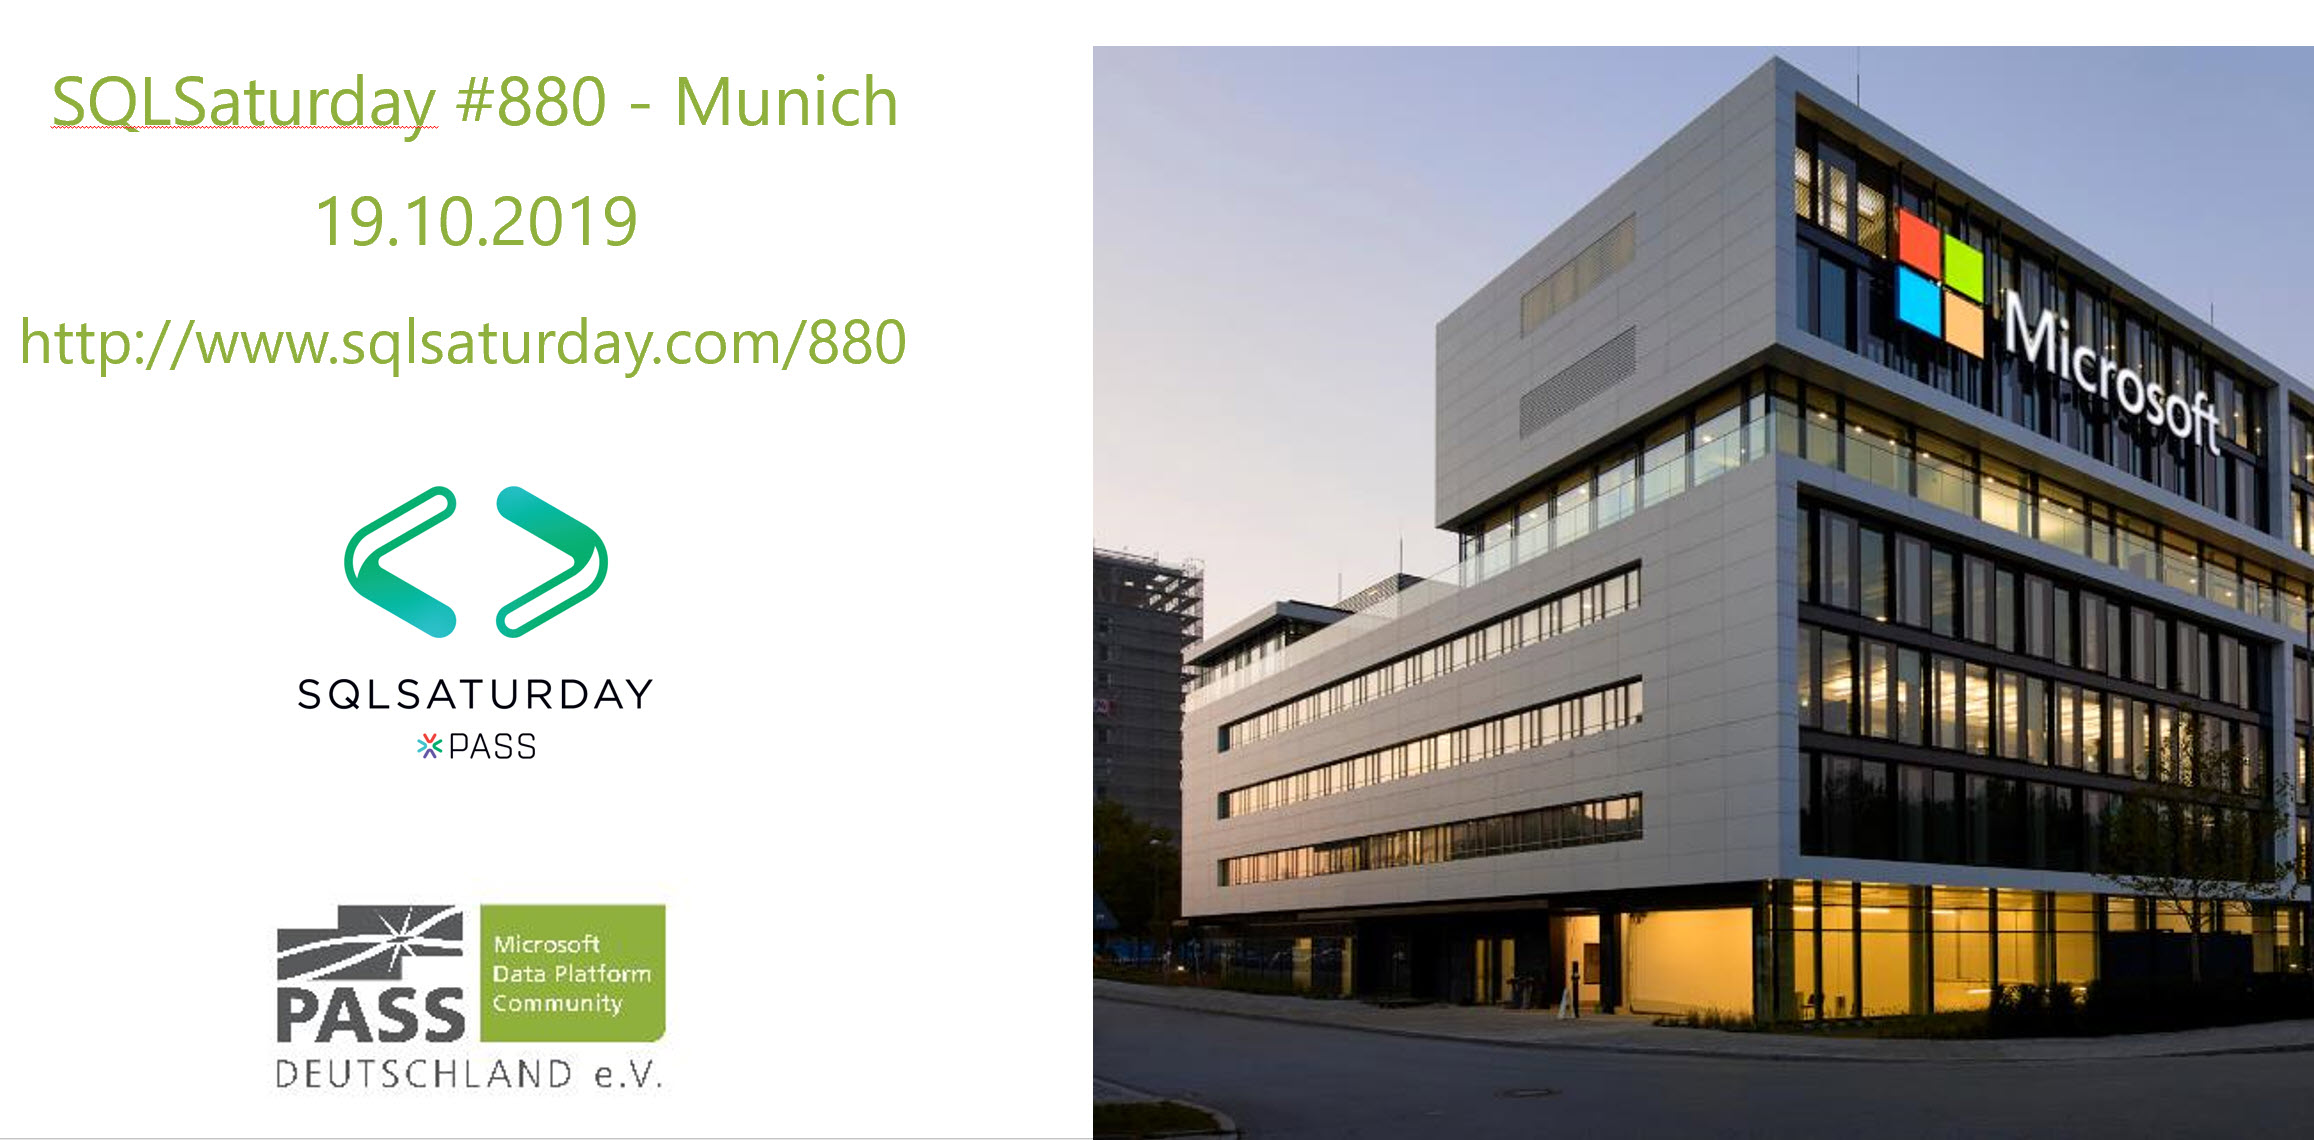 SQLSaturday #880 - Munich
19.10.2019
http://www.sqlsaturday.com/880
SQLSATURDAY
PASS
PASS
Microsoft
Data Platform
Community
DEUTSCHLAND e.V.
Microsoft